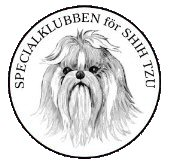 SPECIALKLUBBEN för SHIH TZU